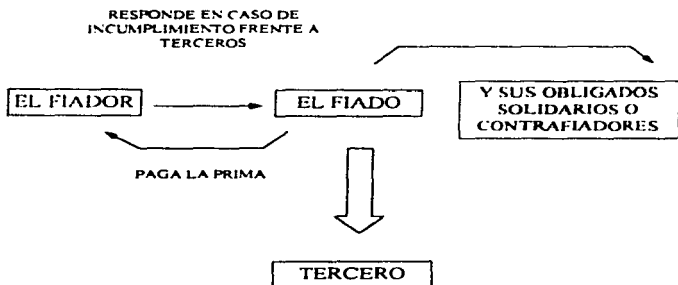 RESPONDE EN CASO DE
INCUMPLIMIENTO FRENTE A
TERCEROS
EL FIADOR
EL FIADO
Y SUS OBLIGADOS
SOLIDARIOS O
CONTRAFIADORES
PAGA LA PRIMA
TERCERO